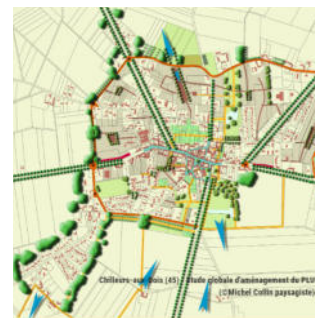 Chilleurs-aux-Bois (45) - Etude globale d'aménagement du PLU
(©Michel Collin paysagiste)